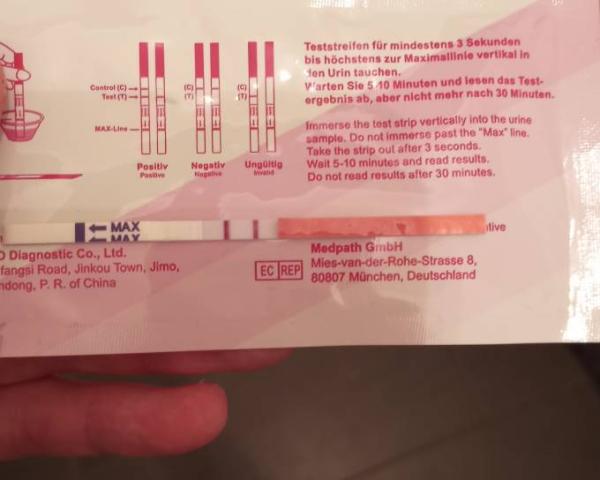 Teststreifen für mindestens 3 Sekunden
bis höchstens zur Maximallinie vertikal in
den Urin tauchen.
Warten Sie 5-10 Minuten und lesen das Test-
ergebnis ab, aber nicht mehr nach 30 Minuten.
Immerse the test strip vertically into the urine
sample. Do not immerse past the "Max" line.
Take the strip out after 3 seconds.
Wait 5-10 minutes and read results.
Do not read results after 30 minutes.
Control (C)
Test (T)
MAX-Line
(C)
(T)
(C)
(T)
Positiv
Positive
Negativ
Negative
Ungültig
Invalid
MAX
MAX
tive
D Diagnostic Co., Ltd.
fangsi Road, Jinkou Town, Jimo,
ndong, P. R. of China
EC REP
Medpath GmbH
Mies-van-der-Rohe-Strasse 8,
80807 München, Deutschland